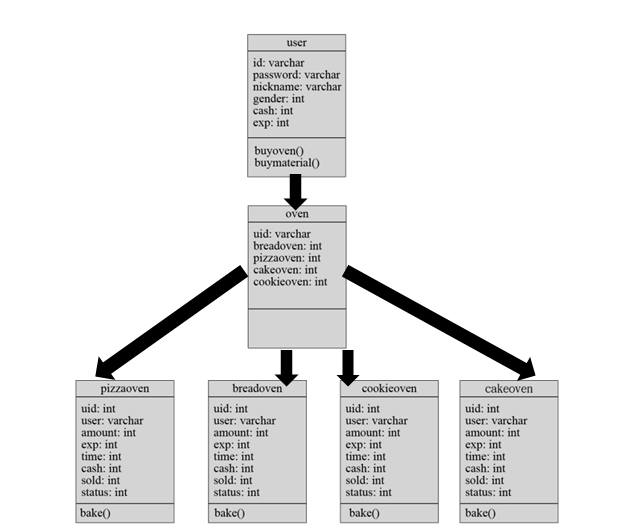 user
id: varchar
password: varchar
nickname: varchar
gender: int
cash: int
exp: int
buyoven()
buymaterial()
oven
uid: varchar
breadoven: int
pizzaoven: int
cakeoven: int
cookieoven: int
pizzaoven
uid: int
user: varchar
amount: int
exp: int
time: int
cash: int
sold: int
status: int
bake()
breadoven
uid: int
user: varchar
amount: int
exp: int
time: int
cash: int
sold: int
status: int
bake()
cookieoven
uid: int
user: varchar
amount: int
exp: int
time: int
cash: int
sold: int
status: int
bake()
cakeoven
uid: int
user: varchar
amount: int
exp: int
time: int
cash: int
sold: int
status: int
bake()